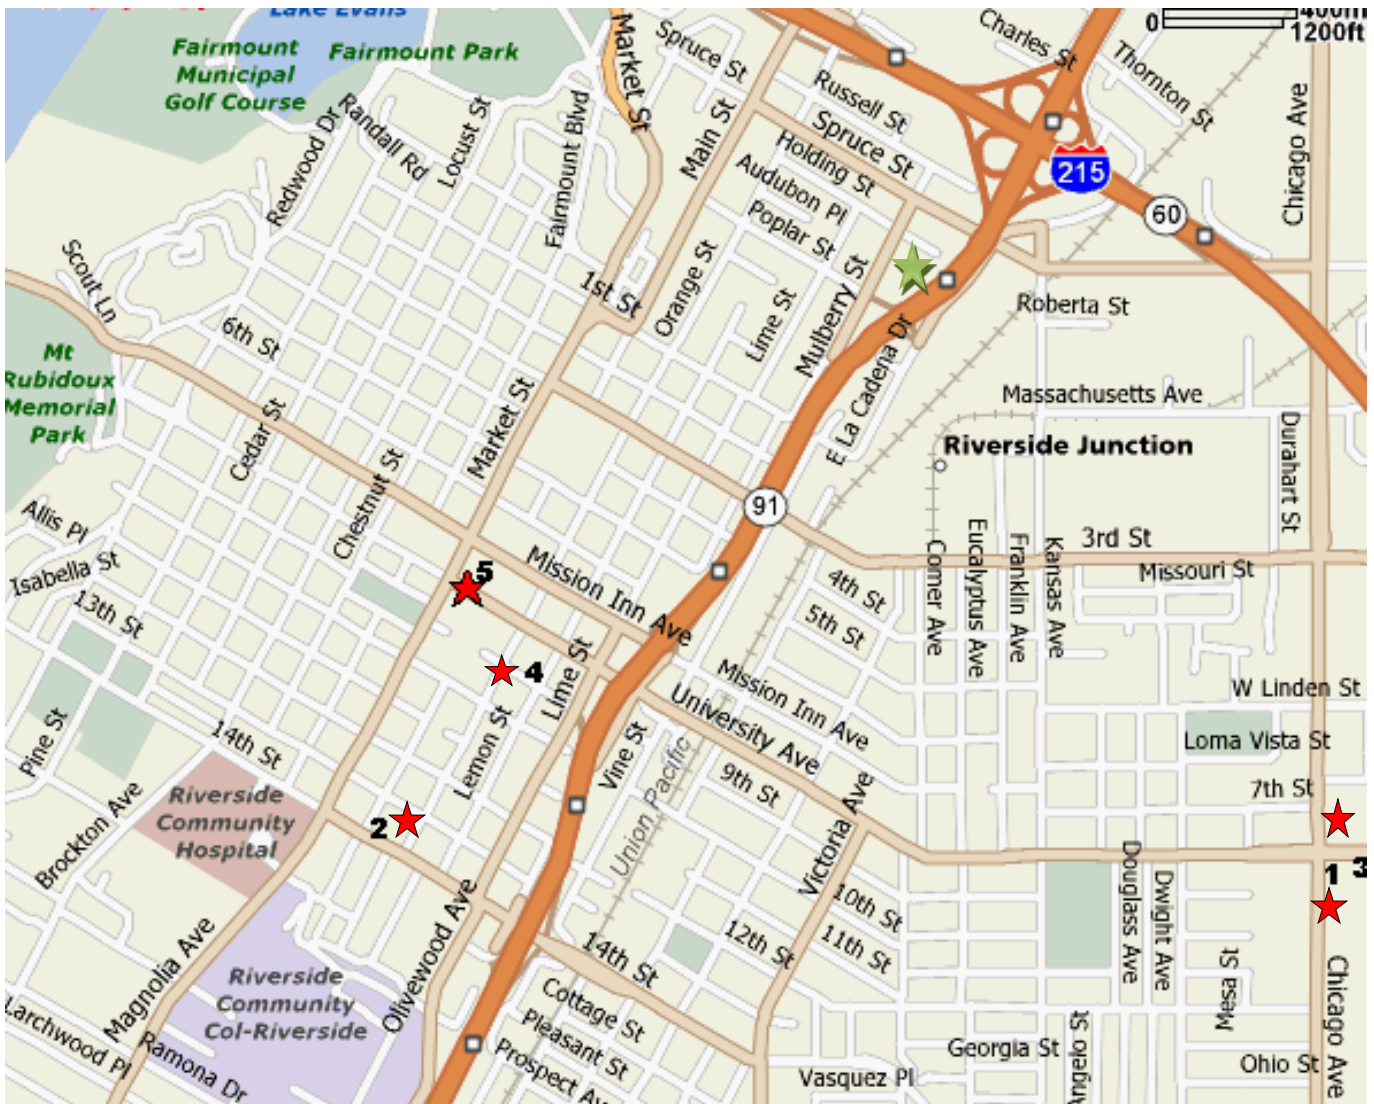 Lake Evans
400m
0
1200ft
Fairmount
Municipal
Golf Course
Fairmount Park
Market St
Spruce St
Charles St
Thornton St
Chicago Ave
Russell St
Spruce St
Holding St
Audubon Pl
Poplar St
Main St
Redwood Dr
Randall Rd
Locust St
Fairmount Blvd
215
60
Scout Ln
1st St
Orange St
Lime St
Mulberry St
Roberta St
6th St
Mt
Rubidoux
Memorial
Park
E La Cadena Dr
Massachusetts Ave
Market St
Cedar St
Riverside Junction
Durahart St
Chestnut St
91
Allis Pl
Isabella St
13th St
5
Mission Inn Ave
3rd St
Missouri St
4th St
5th St
Comer Ave
Eucalyptus Ave
Franklin Ave
Kansas Ave
4
Lime St
Mission Inn Ave
University Ave
W Linden St
Loma Vista St
7th St
Pine St
14th St
Lemon St
Vine St
Union Pacific
9th St
Victoria Ave
Brockton Ave
Riverside
Community
Hospital
2
1
3
Douglass Ave
Dwight Ave
10th St
11th St
12th St
14th St
Mesa St
Chicago Ave
Magnolia Ave
Olivewood Ave
Riverside
Community
Col-Riverside
Larchwood Pl
Ramona Dr
Cottage St
Pleasant St
Prospect Av
Georgia St
Vasquez Pl
Ohio St